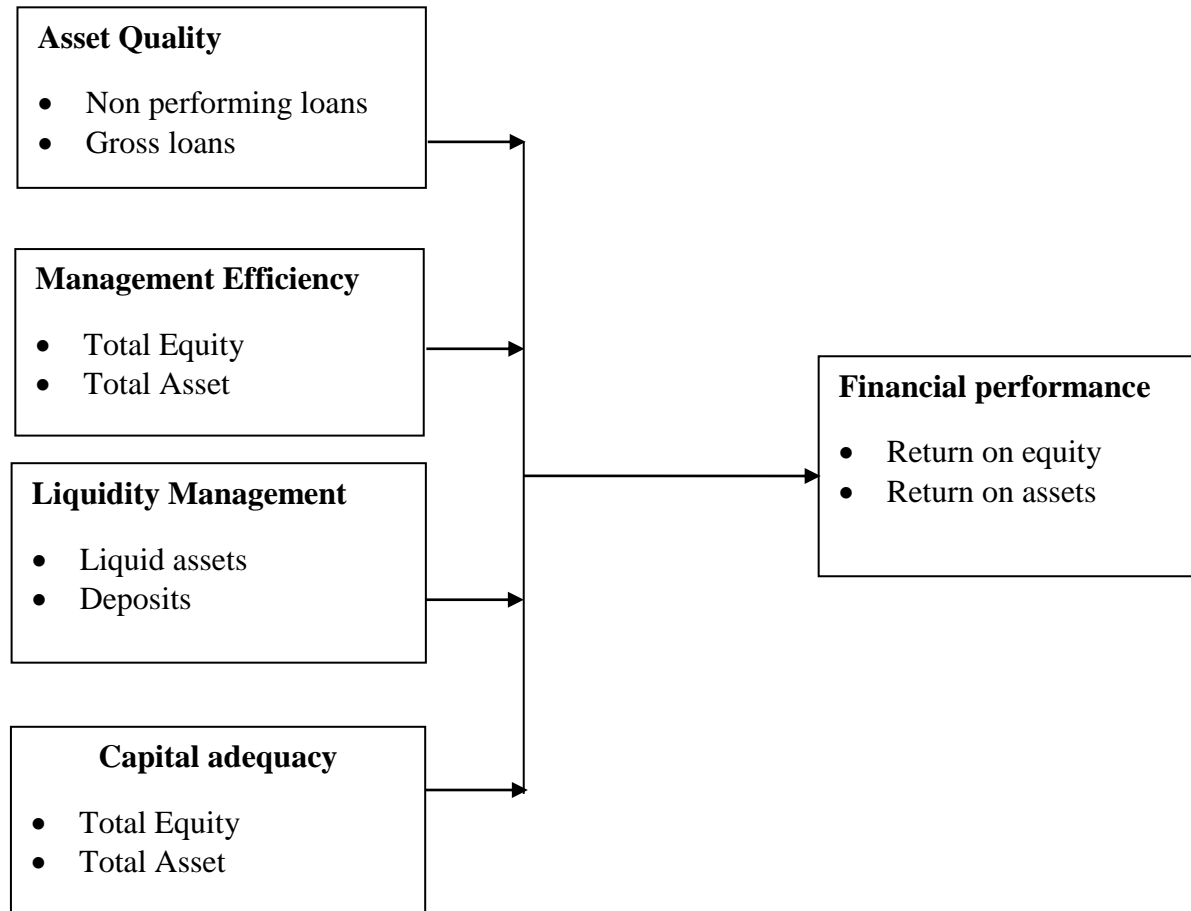 Asset Quality
• Non performing loans
• Gross loans
Management Efficiency
• Total Equity
• Total Asset
Liquidity Management
• Liquid assets
• Deposits
Capital adequacy
• Total Equity
• Total Asset
Financial performance
• Return on equity
• Return on assets